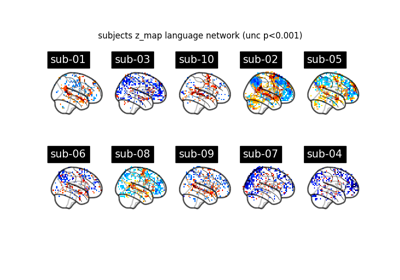 subjects z_map language network (unc p<0.001)
sub-01 sub-03 sub-10 sub-02 sub-05
sub-06 sub-08 sub-09 sub-07 sub-04